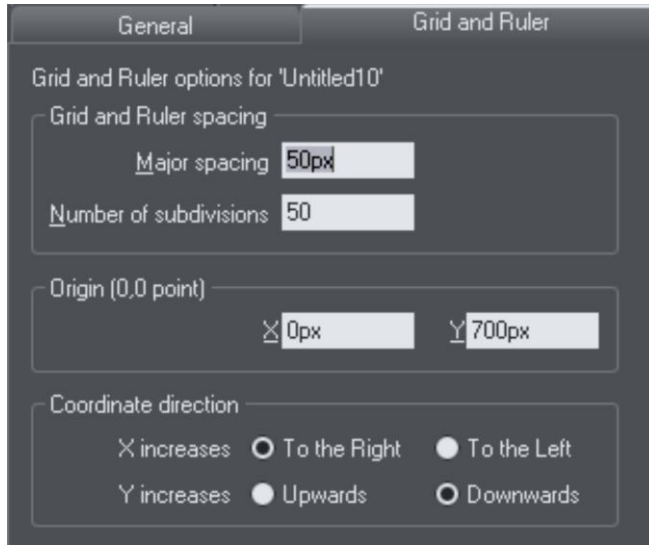 General Grid and Ruler
Grid and Ruler options for 'Untitled10'
Grid and Ruler spacing
Major spacing 50px
Number of subdivisions 50
Origin (0,0 point)
X 0px Y 700px
Coordinate direction
X increases To the Right To the Left
Y increases Upwards Downwards